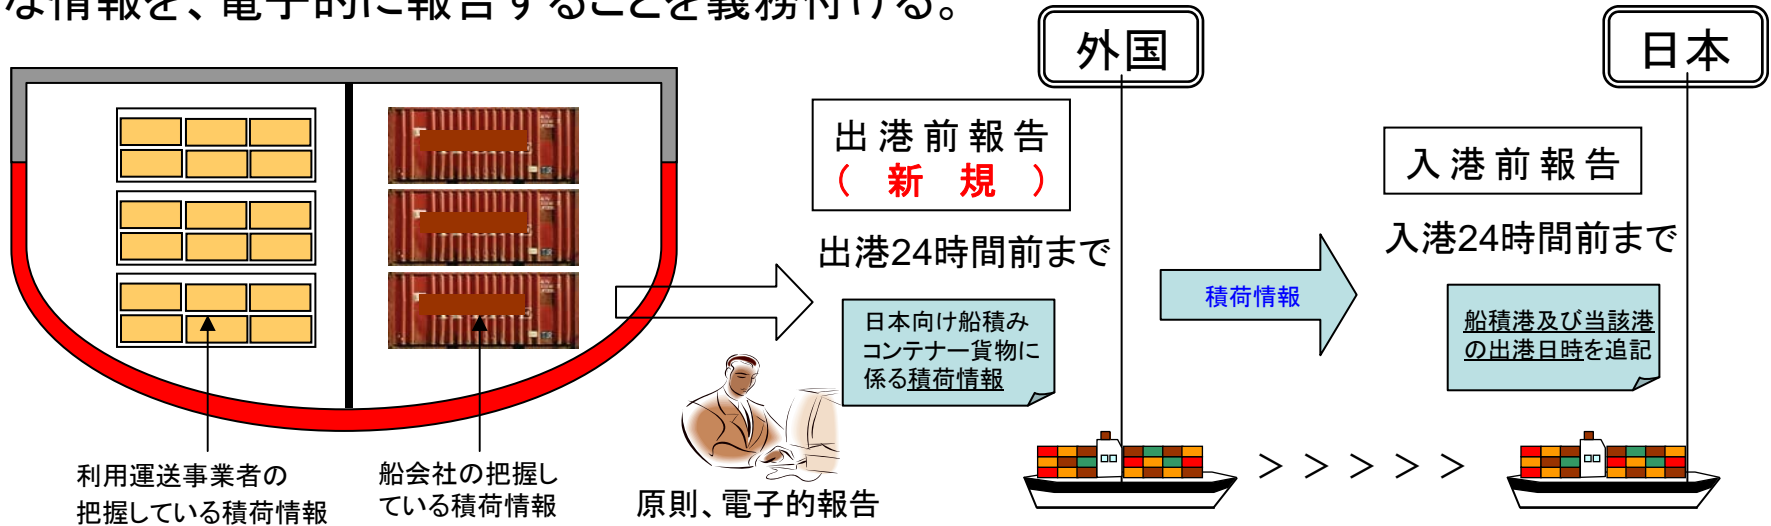 な情報を、電子的に報告することを義務付ける。
外国
日本
出港前報告
(新規)
入港前報告
出港24時間前まで
入港24時間前まで
積荷情報
日本向け船積み
コンテナー貨物に
係る積荷情報
船積港及び当該港
の出港日時を追記
利用運送事業者の
把握している積荷情報
船会社の把握し
ている積荷情報
原則、電子的報告
＞＞＞＞＞